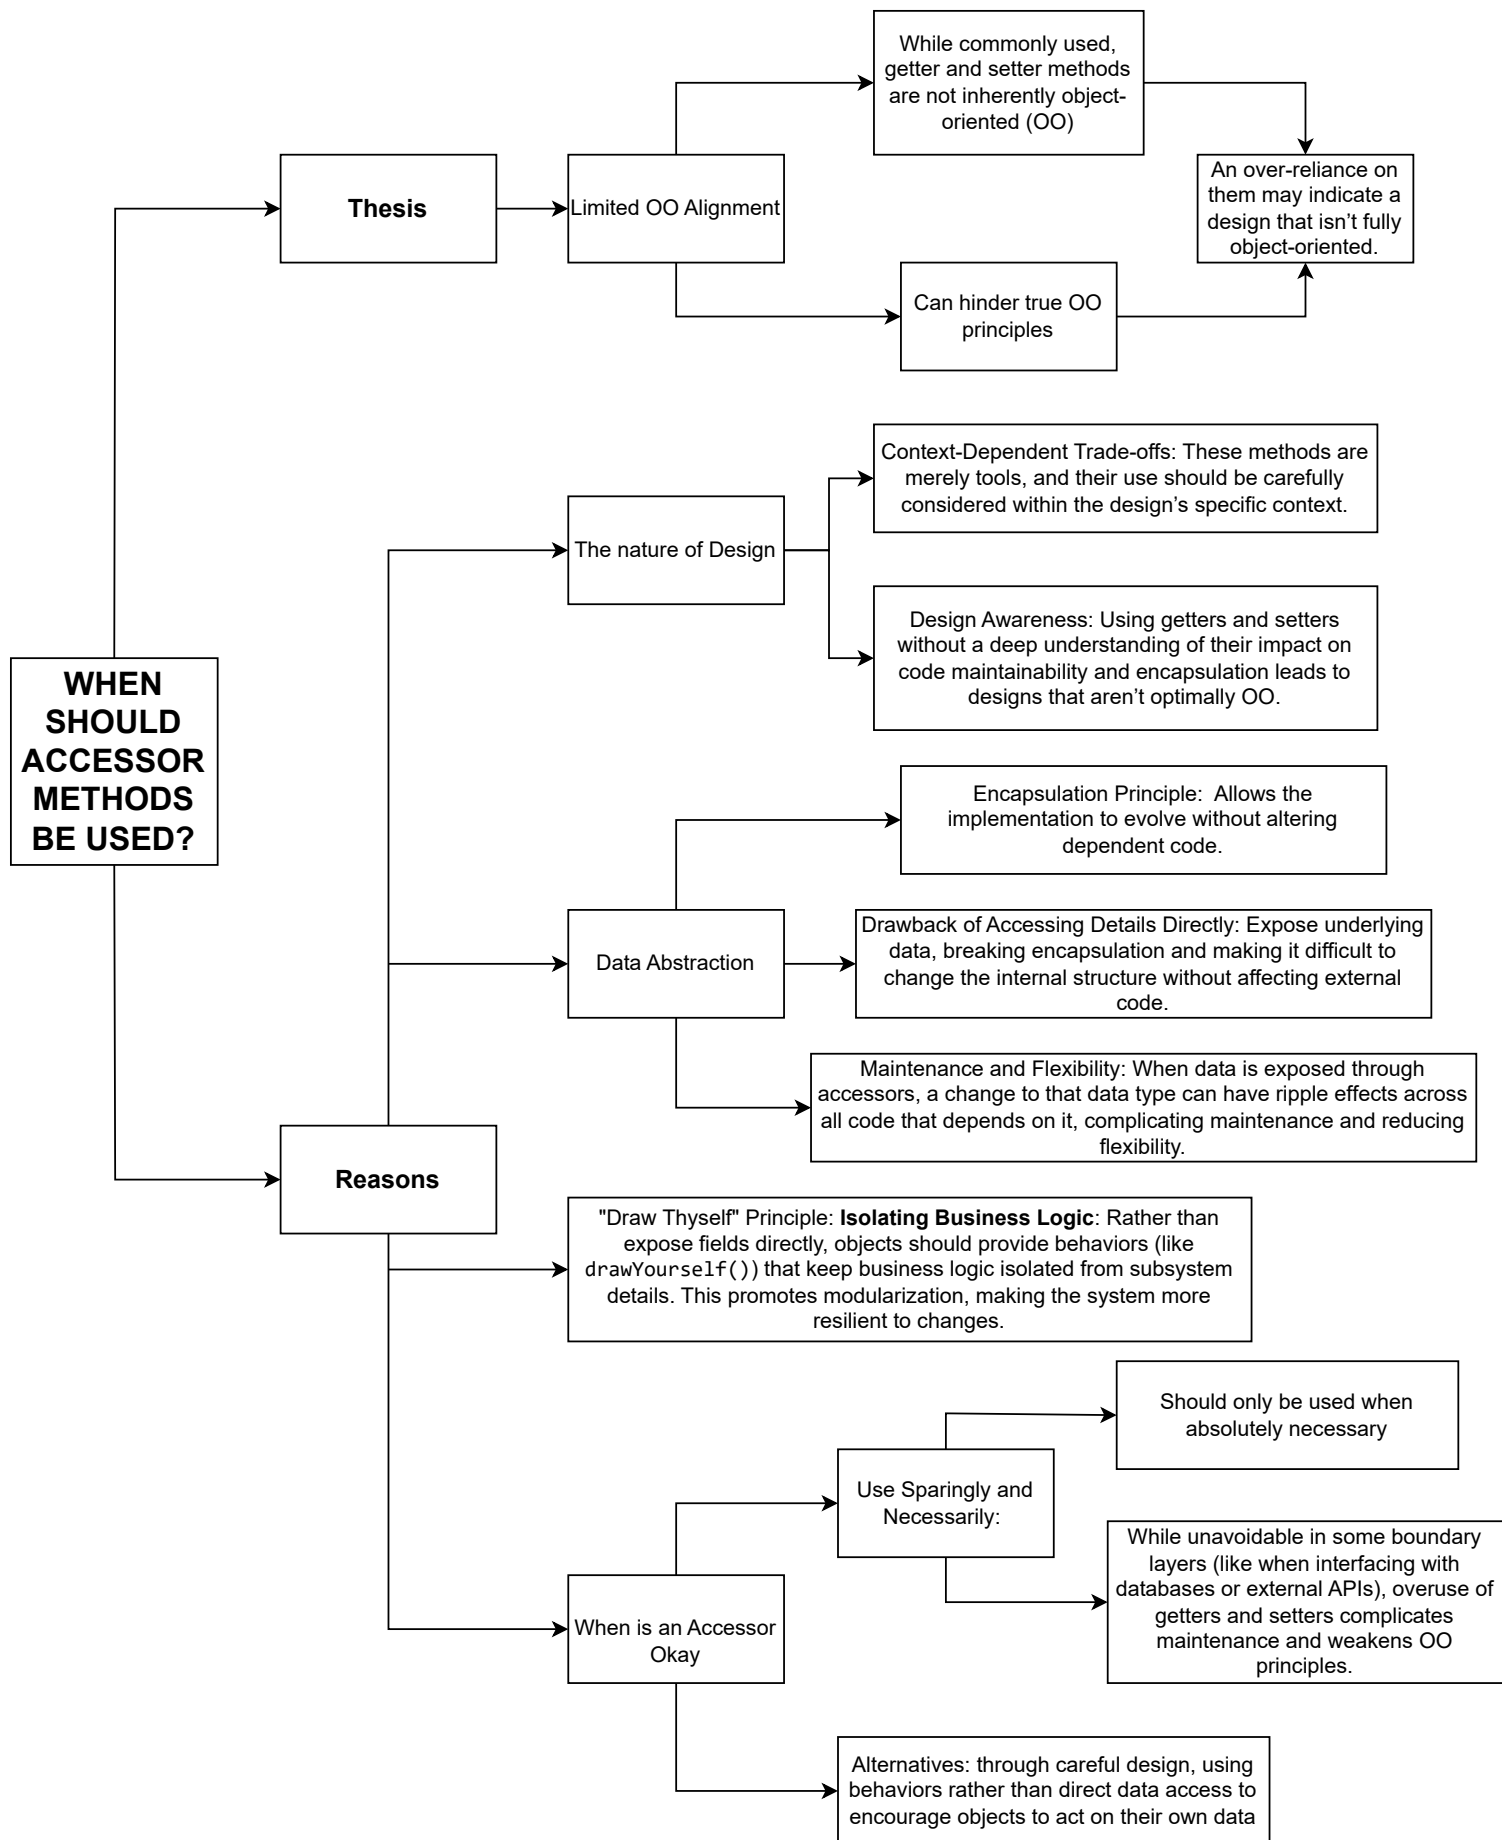 WHEN
SHOULD
ACCESSOR
METHODS
BE USED?
Thesis
Limited OO Alignment
While commonly used,
getter and setter methods
are not inherently object-
oriented (OO)
Can hinder true OO
principles
An over-reliance on
them may indicate a
design that isn’t fully
object-oriented.
Reasons
The nature of Design
Context-Dependent Trade-offs: These methods are
merely tools, and their use should be carefully
considered within the design’s specific context.
Design Awareness: Using getters and setters
without a deep understanding of their impact on
code maintainability and encapsulation leads to
designs that aren’t optimally OO.
Data Abstraction
Encapsulation Principle:  Allows the
implementation to evolve without altering
dependent code.
Drawback of Accessing Details Directly: Expose underlying
data, breaking encapsulation and making it difficult to
change the internal structure without affecting external
code.
Maintenance and Flexibility: When data is exposed through
accessors, a change to that data type can have ripple effects across
all code that depends on it, complicating maintenance and reducing
flexibility.
"Draw Thyself" Principle: Isolating Business Logic: Rather than
expose fields directly, objects should provide behaviors (like
drawYourself()) that keep business logic isolated from subsystem
details. This promotes modularization, making the system more
resilient to changes.
When is an Accessor
Okay
Use Sparingly and
Necessarily:
Should only be used when
absolutely necessary
While unavoidable in some boundary
layers (like when interfacing with
databases or external APIs), overuse of
getters and setters complicates
maintenance and weakens OO
principles.
Alternatives: through careful design, using
behaviors rather than direct data access to
encourage objects to act on their own data